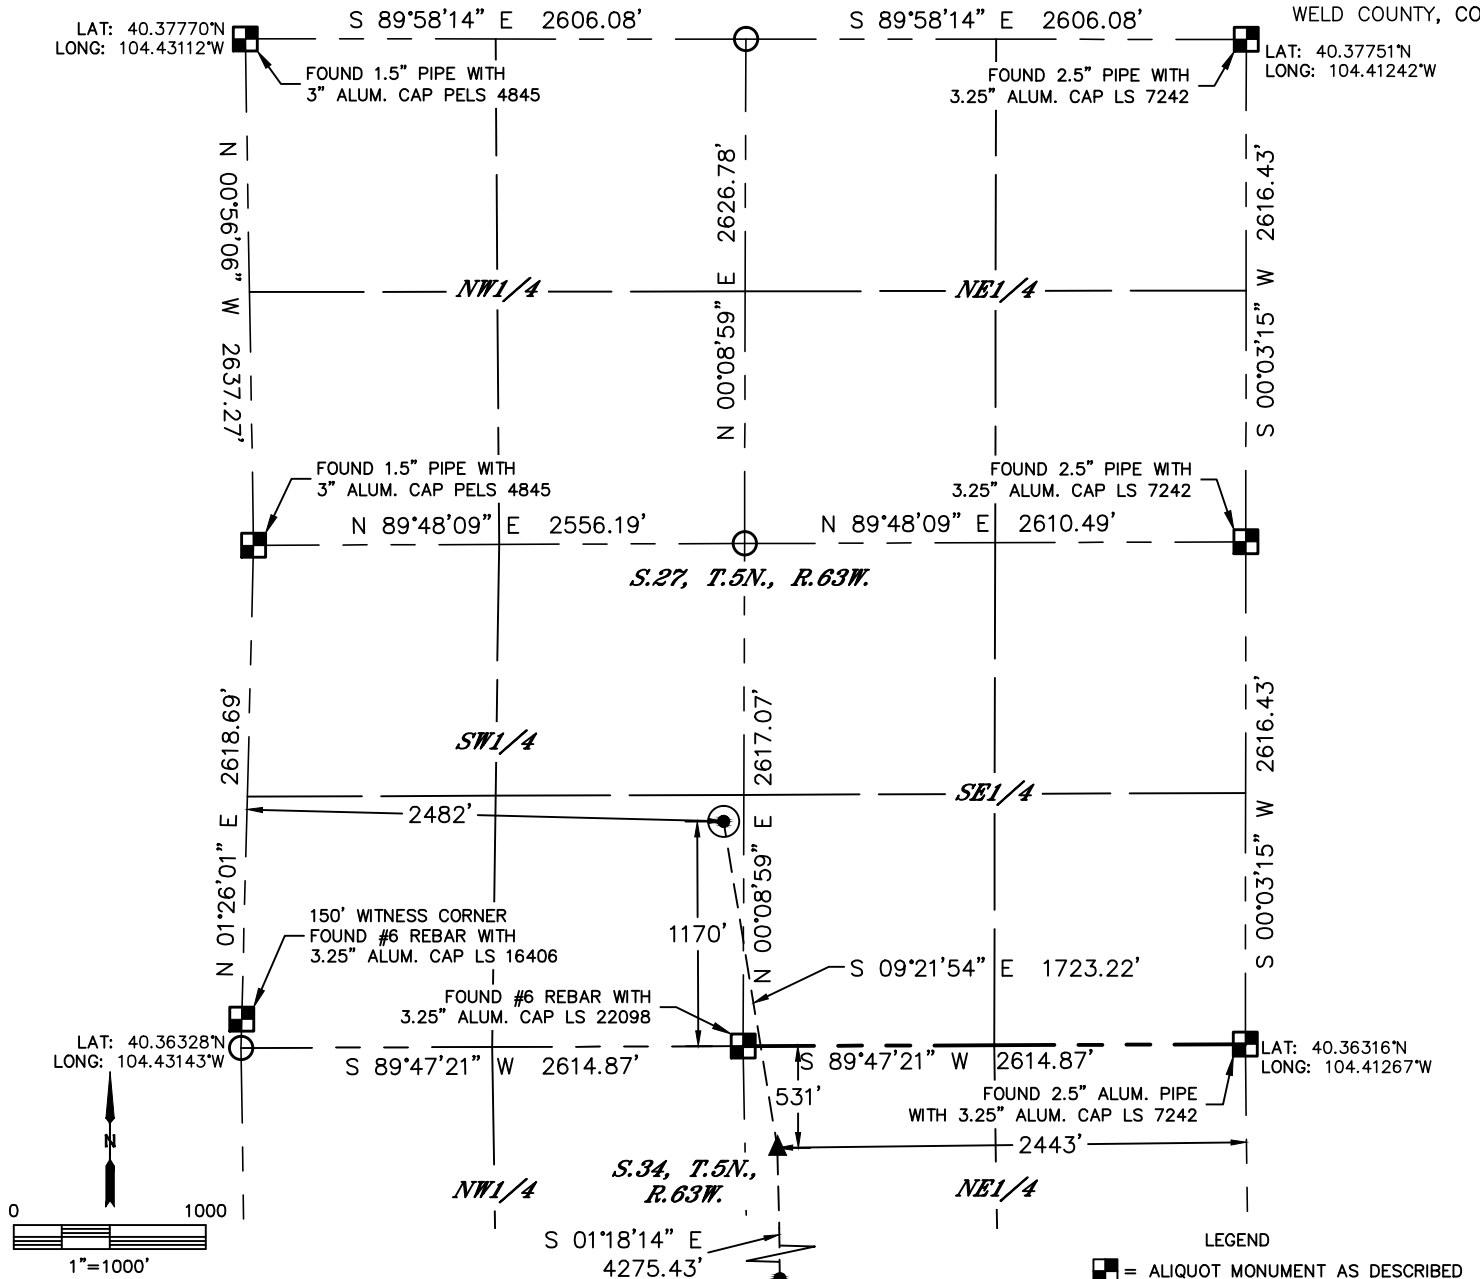 S 89°58'14" E 2606.08'
S 89°58'14" E 2606.08'
WELD COUNTY, CO
LAT: 40.37770°N
LONG: 104.43112°W
LAT: 40.37751°N
LONG: 104.41242°W
FOUND 1.5" PIPE WITH
3" ALUM. CAP PELS 4845
FOUND 2.5" PIPE WITH
3.25" ALUM. CAP LS 7242
N 00°56'06" W 2637.27'
N 00°08'59" E 2626.78'
S 00°03'15" W 2616.43'
NW1/4
NE1/4
FOUND 1.5" PIPE WITH
3" ALUM. CAP PELS 4845
FOUND 2.5" PIPE WITH
3.25" ALUM. CAP LS 7242
N 89°48'09" E 2556.19'
N 89°48'09" E 2610.49'
S.27, T.5N., R.63W.
N 01°26'01" E 2618.69'
N 00°08'59" E 2617.07'
S 00°03'15" W 2616.43'
SW1/4
SE1/4
2482'
1170'
150' WITNESS CORNER
FOUND #6 REBAR WITH
3.25" ALUM. CAP LS 16406
S 09°21'54" E 1723.22'
FOUND #6 REBAR WITH
3.25" ALUM. CAP LS 22098
LAT: 40.36328°N
LONG: 104.43143°W
S 89°47'21" W 2614.87'
S 89°47'21" W 2614.87'
LAT: 40.36316°N
LONG: 104.41267°W
531'
FOUND 2.5" ALUM. PIPE
WITH 3.25" ALUM. CAP LS 7242
2443'
N
S.34, T.5N.,
R.63W.
NW1/4
NE1/4
0 1000
1"=1000'
S 01°18'14" E
4275.43'
LEGEND
= ALIQUOT MONUMENT AS DESCRIBED